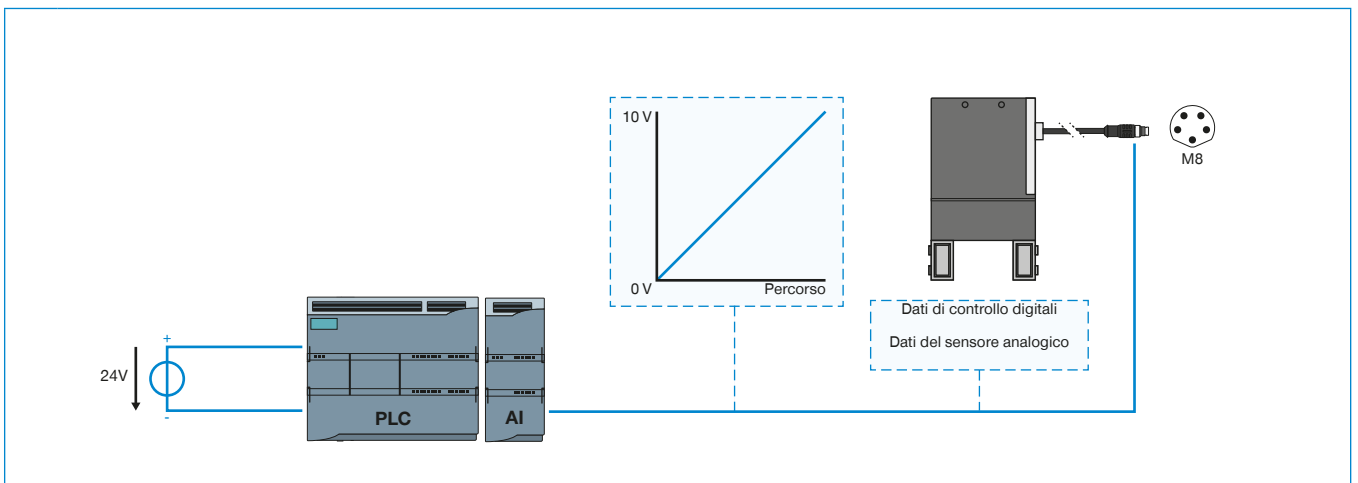 10 V
0 V
Percorso
M8
Dati di controllo digitali
Dati del sensore analogico
24V
+
-
PLC
AI